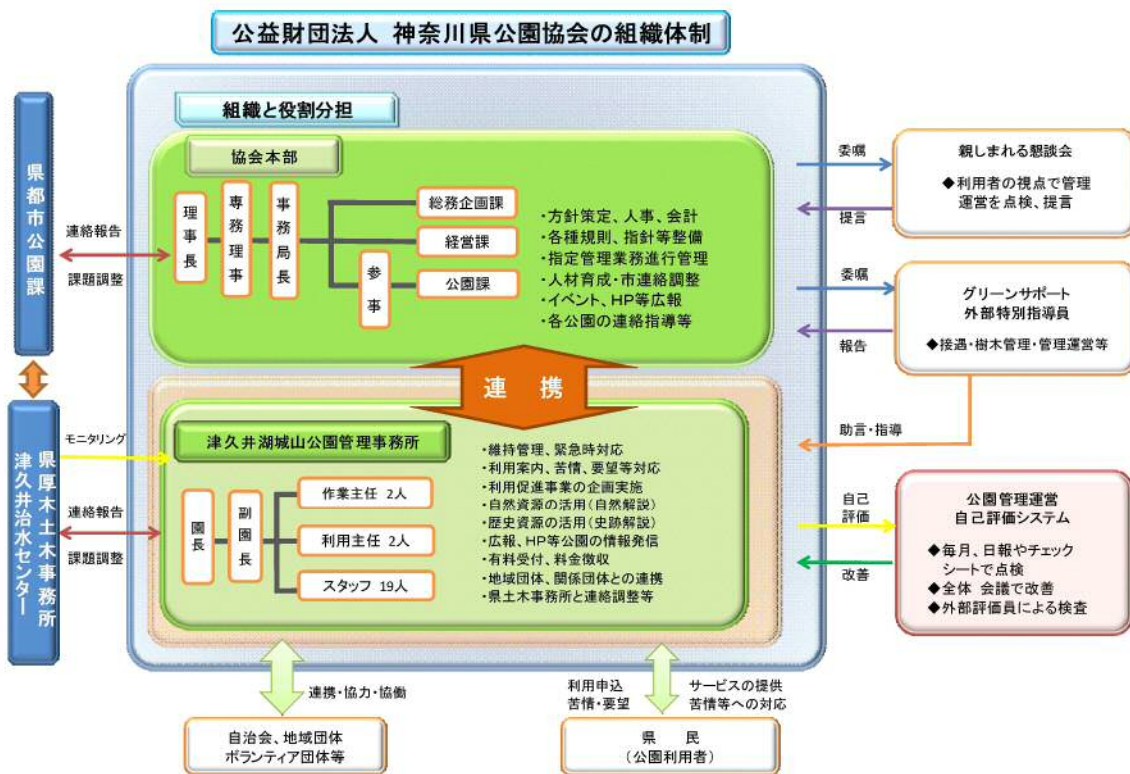 公益財団法人 神奈川県公園協会の組織体制
組織と役割分担
協会本部
理事長
専務理事
事務局長
参事
総務企画課
経営課
公園課
・方針策定、人事、会計
・各種規則、指針等整備
・指定管理業務進行管理
・人材育成・市連絡調整
・イベント、HP等広報
・各公園の連絡指導等
連 携
津久井湖城山公園管理事務所
園長
副園長
作業主任 2人
利用主任 2人
スタッフ 19人
・維持管理、緊急時対応
・利用案内、苦情、要望等対応
・利用促進事業の企画実施
・自然資源の活用(自然解説)
・歴史資源の活用(史跡解説)
・広報、HP等公園の情報発信
・有料受付、料金徴収
・地域団体、関係団体との連携
・県土木事務所と連絡調整等
県都市公園課
連絡報告
課題調整
県厚木土木事務所
津久井治水センター
モニタリング
連絡報告
課題調整
委嘱
提言
親しまれる懇談会
◆利用者の視点で管理
運営を点検、提言
委嘱
報告
グリーンサポート
外部特別指導員
◆接遇・樹木管理・管理運営等
助言・指導
自己
評価
改善
公園管理運営
自己評価システム
◆毎月、日報やチェック
シートで点検
◆全体 会議で改善
◆外部評価員による検査
連携・協力・協働
自治会、地域団体
ボランティア団体等
利用申込
苦情・要望
サービスの提供
苦情等への対応
県 民
(公園利用者)